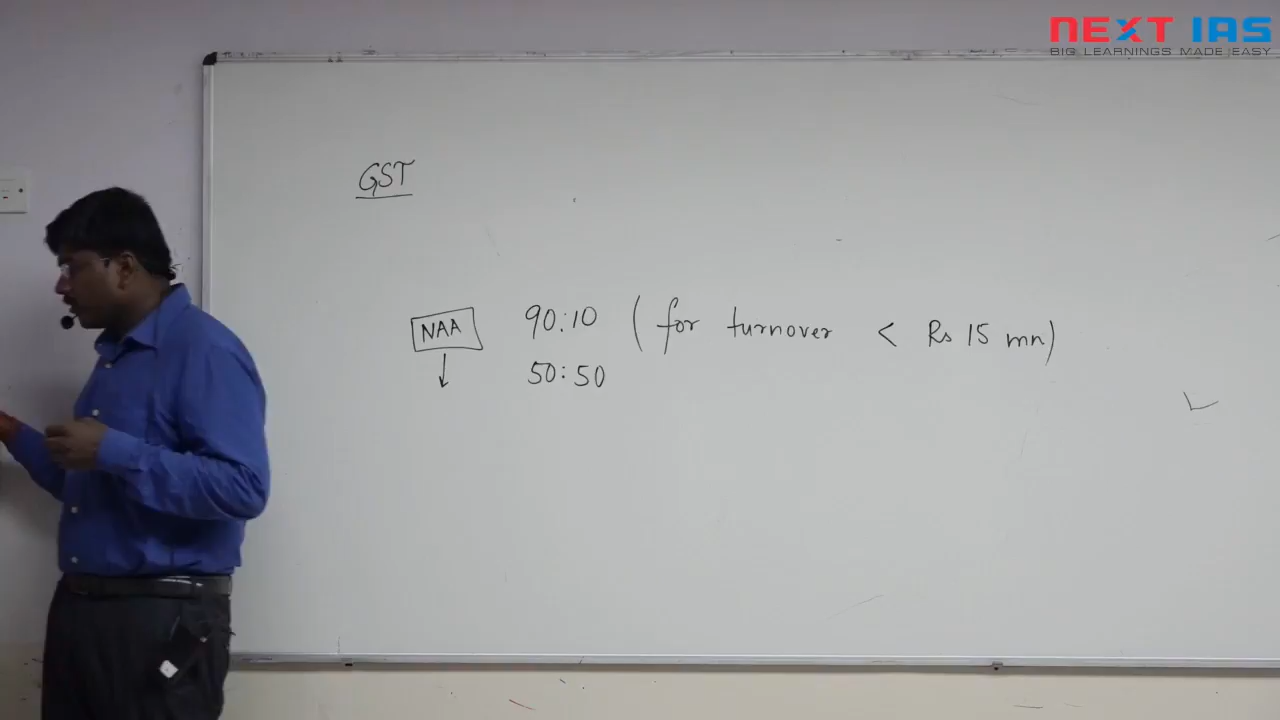 NEXT IAS
BIG LEARNINGS MADE EASY
GST
NAA 90:10 (for turnover < Rs 15 mn)
50:50